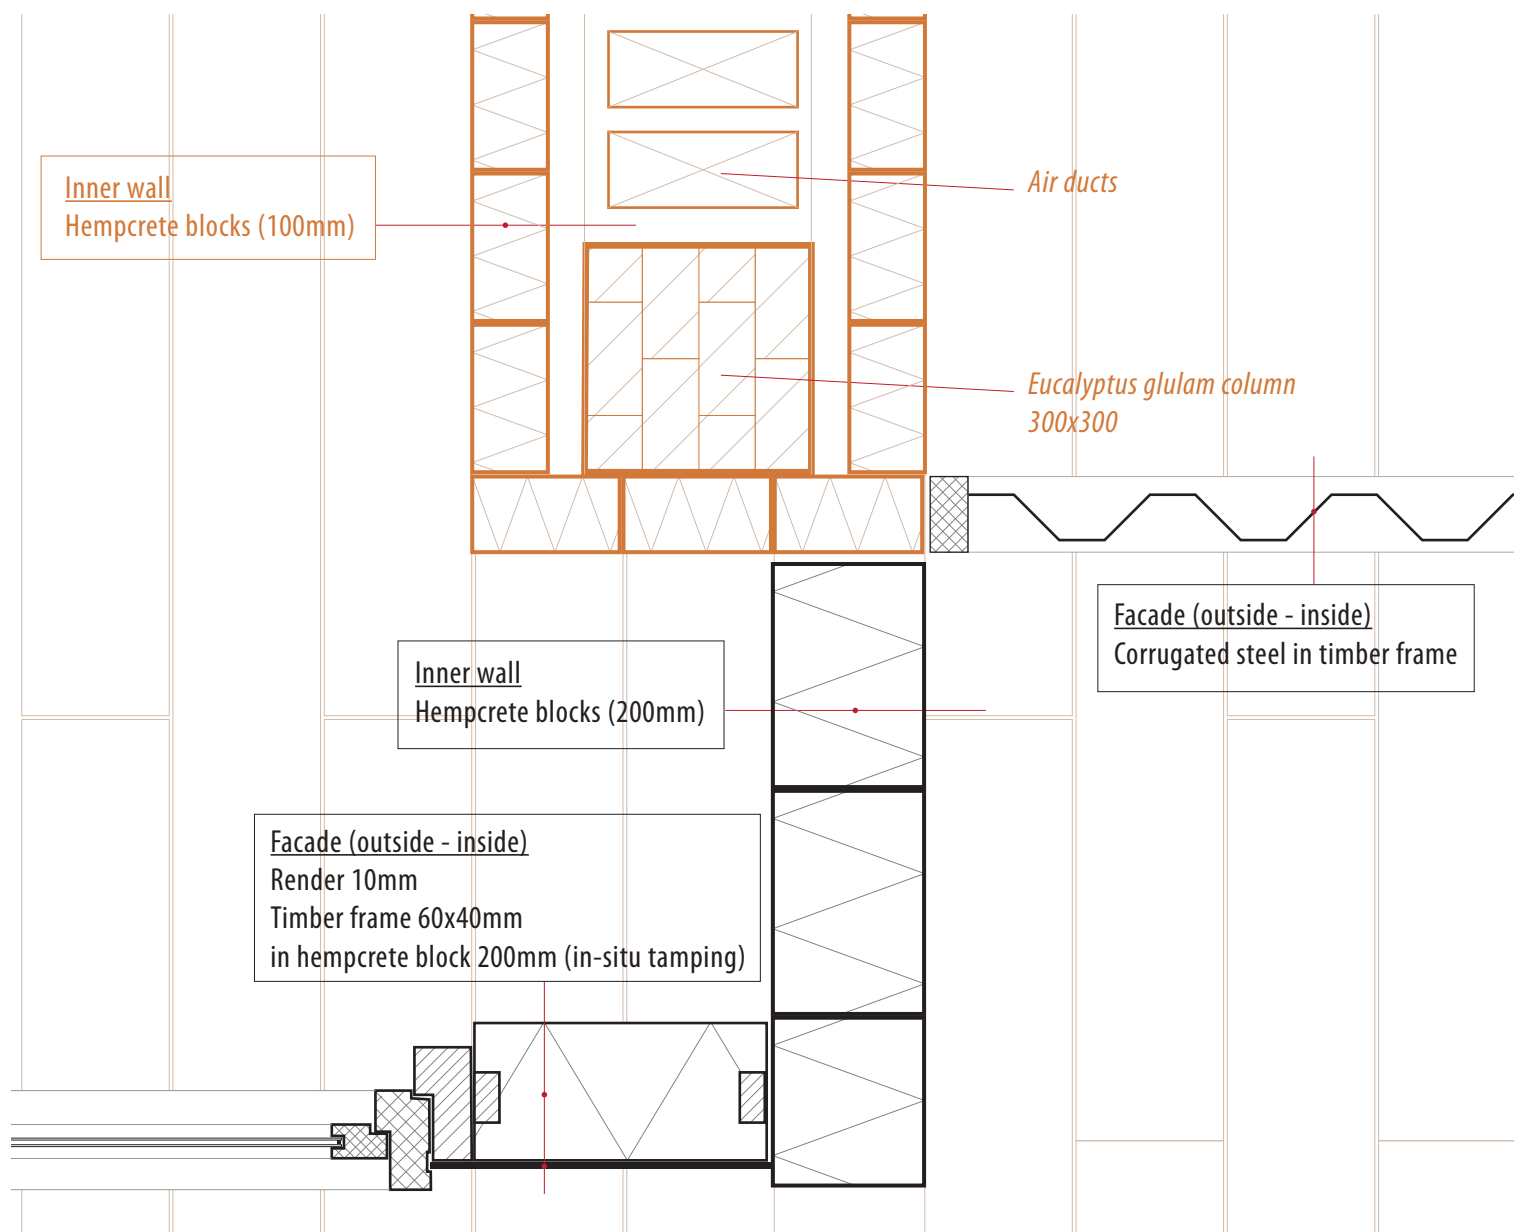 Inner wall
Hempcrete blocks (100mm)
Air ducts
Eucalyptus glulam column
300x300
Facade (outside - inside)
Corrugated steel in timber frame
Inner wall
Hempcrete blocks (200mm)
Facade (outside - inside)
Render 10mm
Timber frame 60x40mm
in hempcrete block 200mm (in-situ tamping)